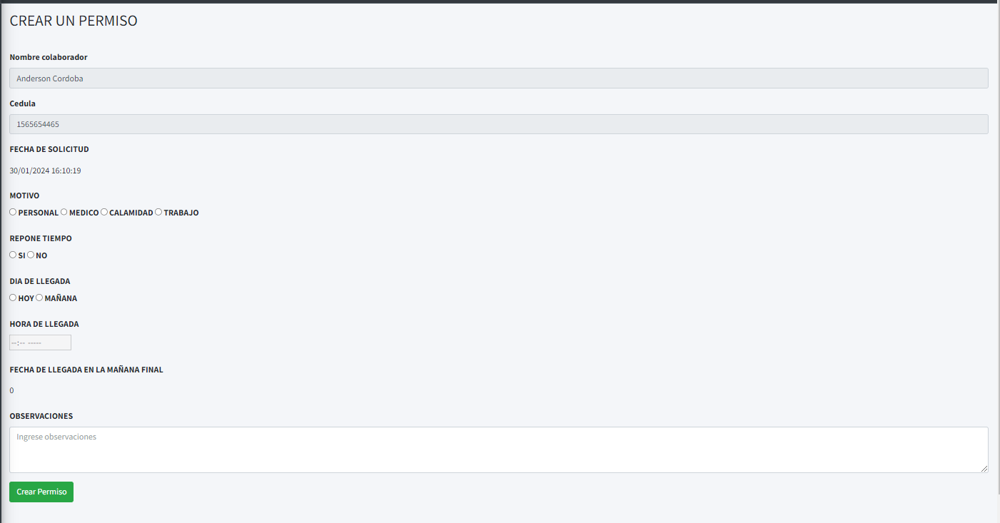 CREAR UN PERMISO
Nombre colaborador
Anderson Cordoba
Cedula
1565654465
FECHA DE SOLICITUD
30/01/2024 16:10:19
MOTIVO
PERSONAL MEDICO CALAMIDAD TRABAJO
REPONE TIEMPO
SI NO
DIA DE LLEGADA
HOY MAÑANA
HORA DE LLEGADA
--:-- -----
FECHA DE LLEGADA EN LA MAÑANA FINAL
0
OBSERVACIONES
Ingrese observaciones
Crear Permiso